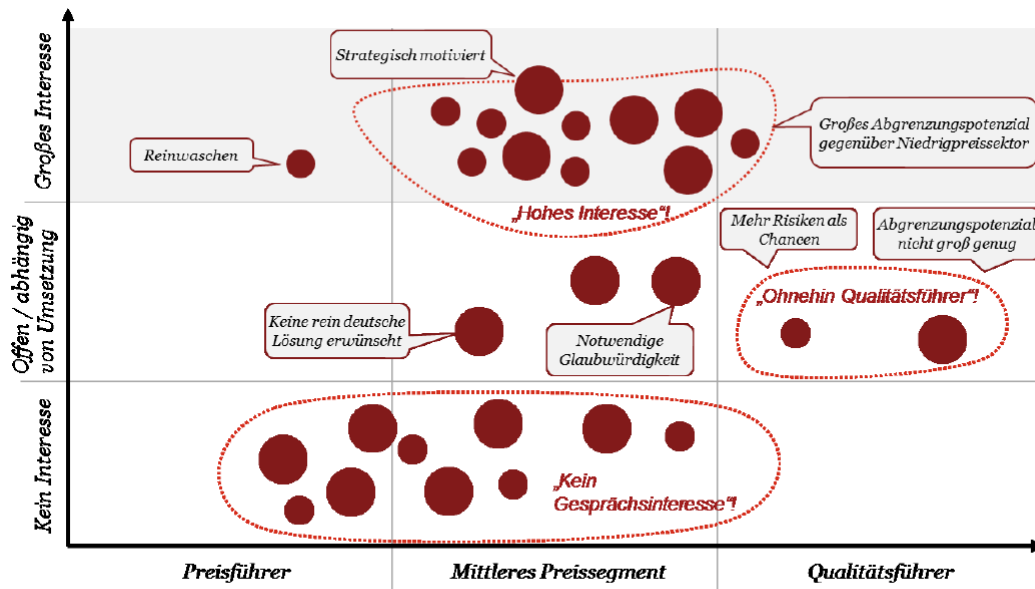 Großes Interesse
Offen / abhängig
von Umsetzung
Kein Interesse
Strategisch motiviert
Reinwaschen
Großes Abgrenzungspotenzial
gegenüber Niedrigpreissektor
„Hohes Interesse“!
Mehr Risiken als
Chancen
Abgrenzungspotenzial
nicht groß genug
„Ohnehin Qualitätsführer“!
Keine rein deutsche
Lösung erwünscht
Notwendige
Glaubwürdigkeit
„Kein
Gesprächsinteresse“!
Preisführer
Mittleres Preissegment
Qualitätsführer